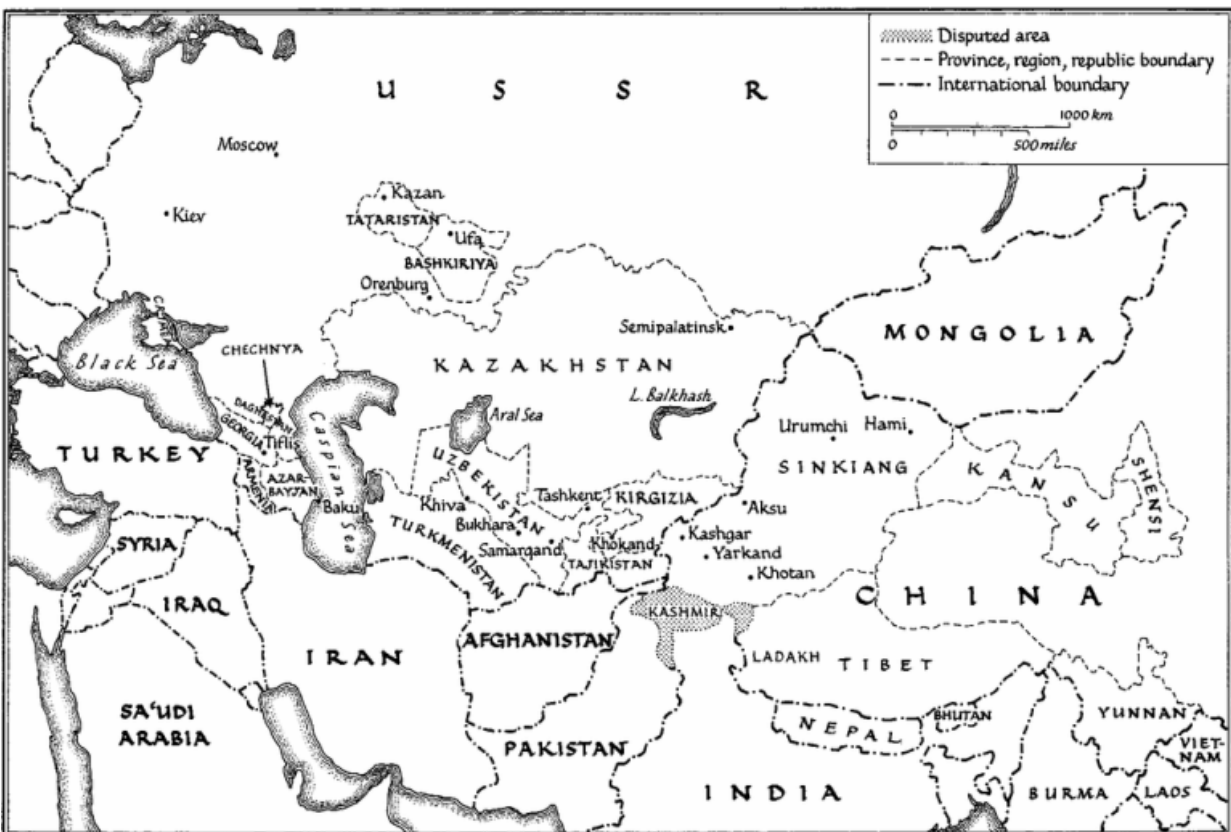 Disputed area
Province, region, republic boundary
International boundary
0 1000 km
0 500 miles
U S S R
Moscow
Kiev
Kazan
TATARISTAN
Ufa
BASHKIRIYA
Orenburg
Semipalatinsk
MONGOLIA
CRIMEA
Black Sea
CHECHNYA
KAZAKHSTAN
L. Balkhash
Aral Sea
DAGHESTAN
GEORGIA
Tiflis
Caspian Sea
Urumchi
Hami
SINKIANG
KANSU
SHENSI
TURKEY
ARMENIA
AZAR-
BAYJAN
Baku
UZBEKISTAN
Khiva
Tashkent
KIRGIZIA
Bukhara
Samarqand
Khokand
TAJIKISTAN
TURKMENISTAN
Aksu
Kashgar
Yarkand
Khotan
SYRIA
IRAQ
IRAN
AFGHANISTAN
KASHMIR
CHINA
LADAKH
TIBET
SA'UDI
ARABIA
PAKISTAN
NEPAL
BHUTAN
YUNNAN
VIET-
NAM
INDIA
BURMA
LAOS